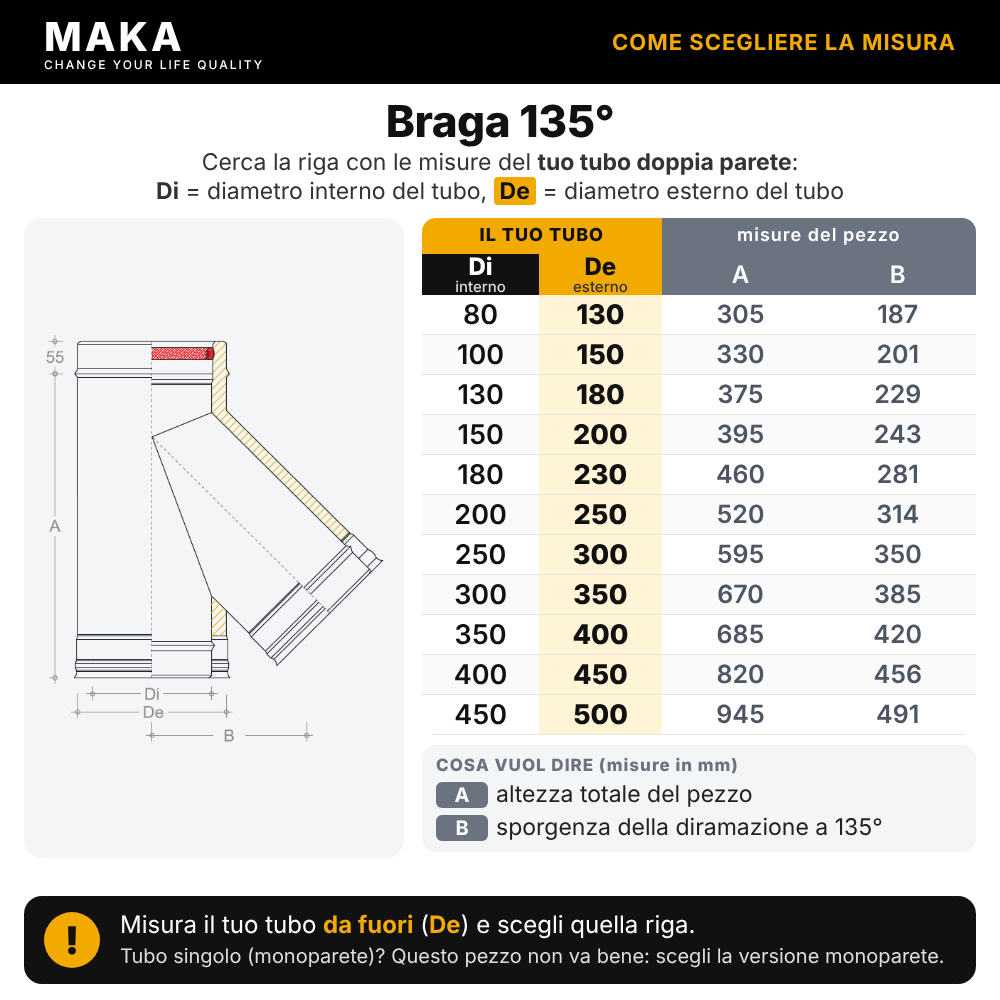 MAKA
CHANGE YOUR LIFE QUALITY
COME SCEGLIERE LA MISURA
Braga 135°
Cerca la riga con le misure del tuo tubo doppia parete:
Di = diametro interno del tubo, De = diametro esterno del tubo
55
A
Di
De
B
IL TUO TUBO misure del pezzo
Di De A B
interno esterno
80 130 305 187
100 150 330 201
130 180 375 229
150 200 395 243
180 230 460 281
200 250 520 314
250 300 595 350
300 350 670 385
350 400 685 420
400 450 820 456
450 500 945 491
COSA VUOL DIRE (misure in mm)
A altezza totale del pezzo
B sporgenza della diramazione a 135°
! Misura il tuo tubo da fuori (De) e scegli quella riga.
Tubo singolo (monoparete)? Questo pezzo non va bene: scegli la versione monoparete.